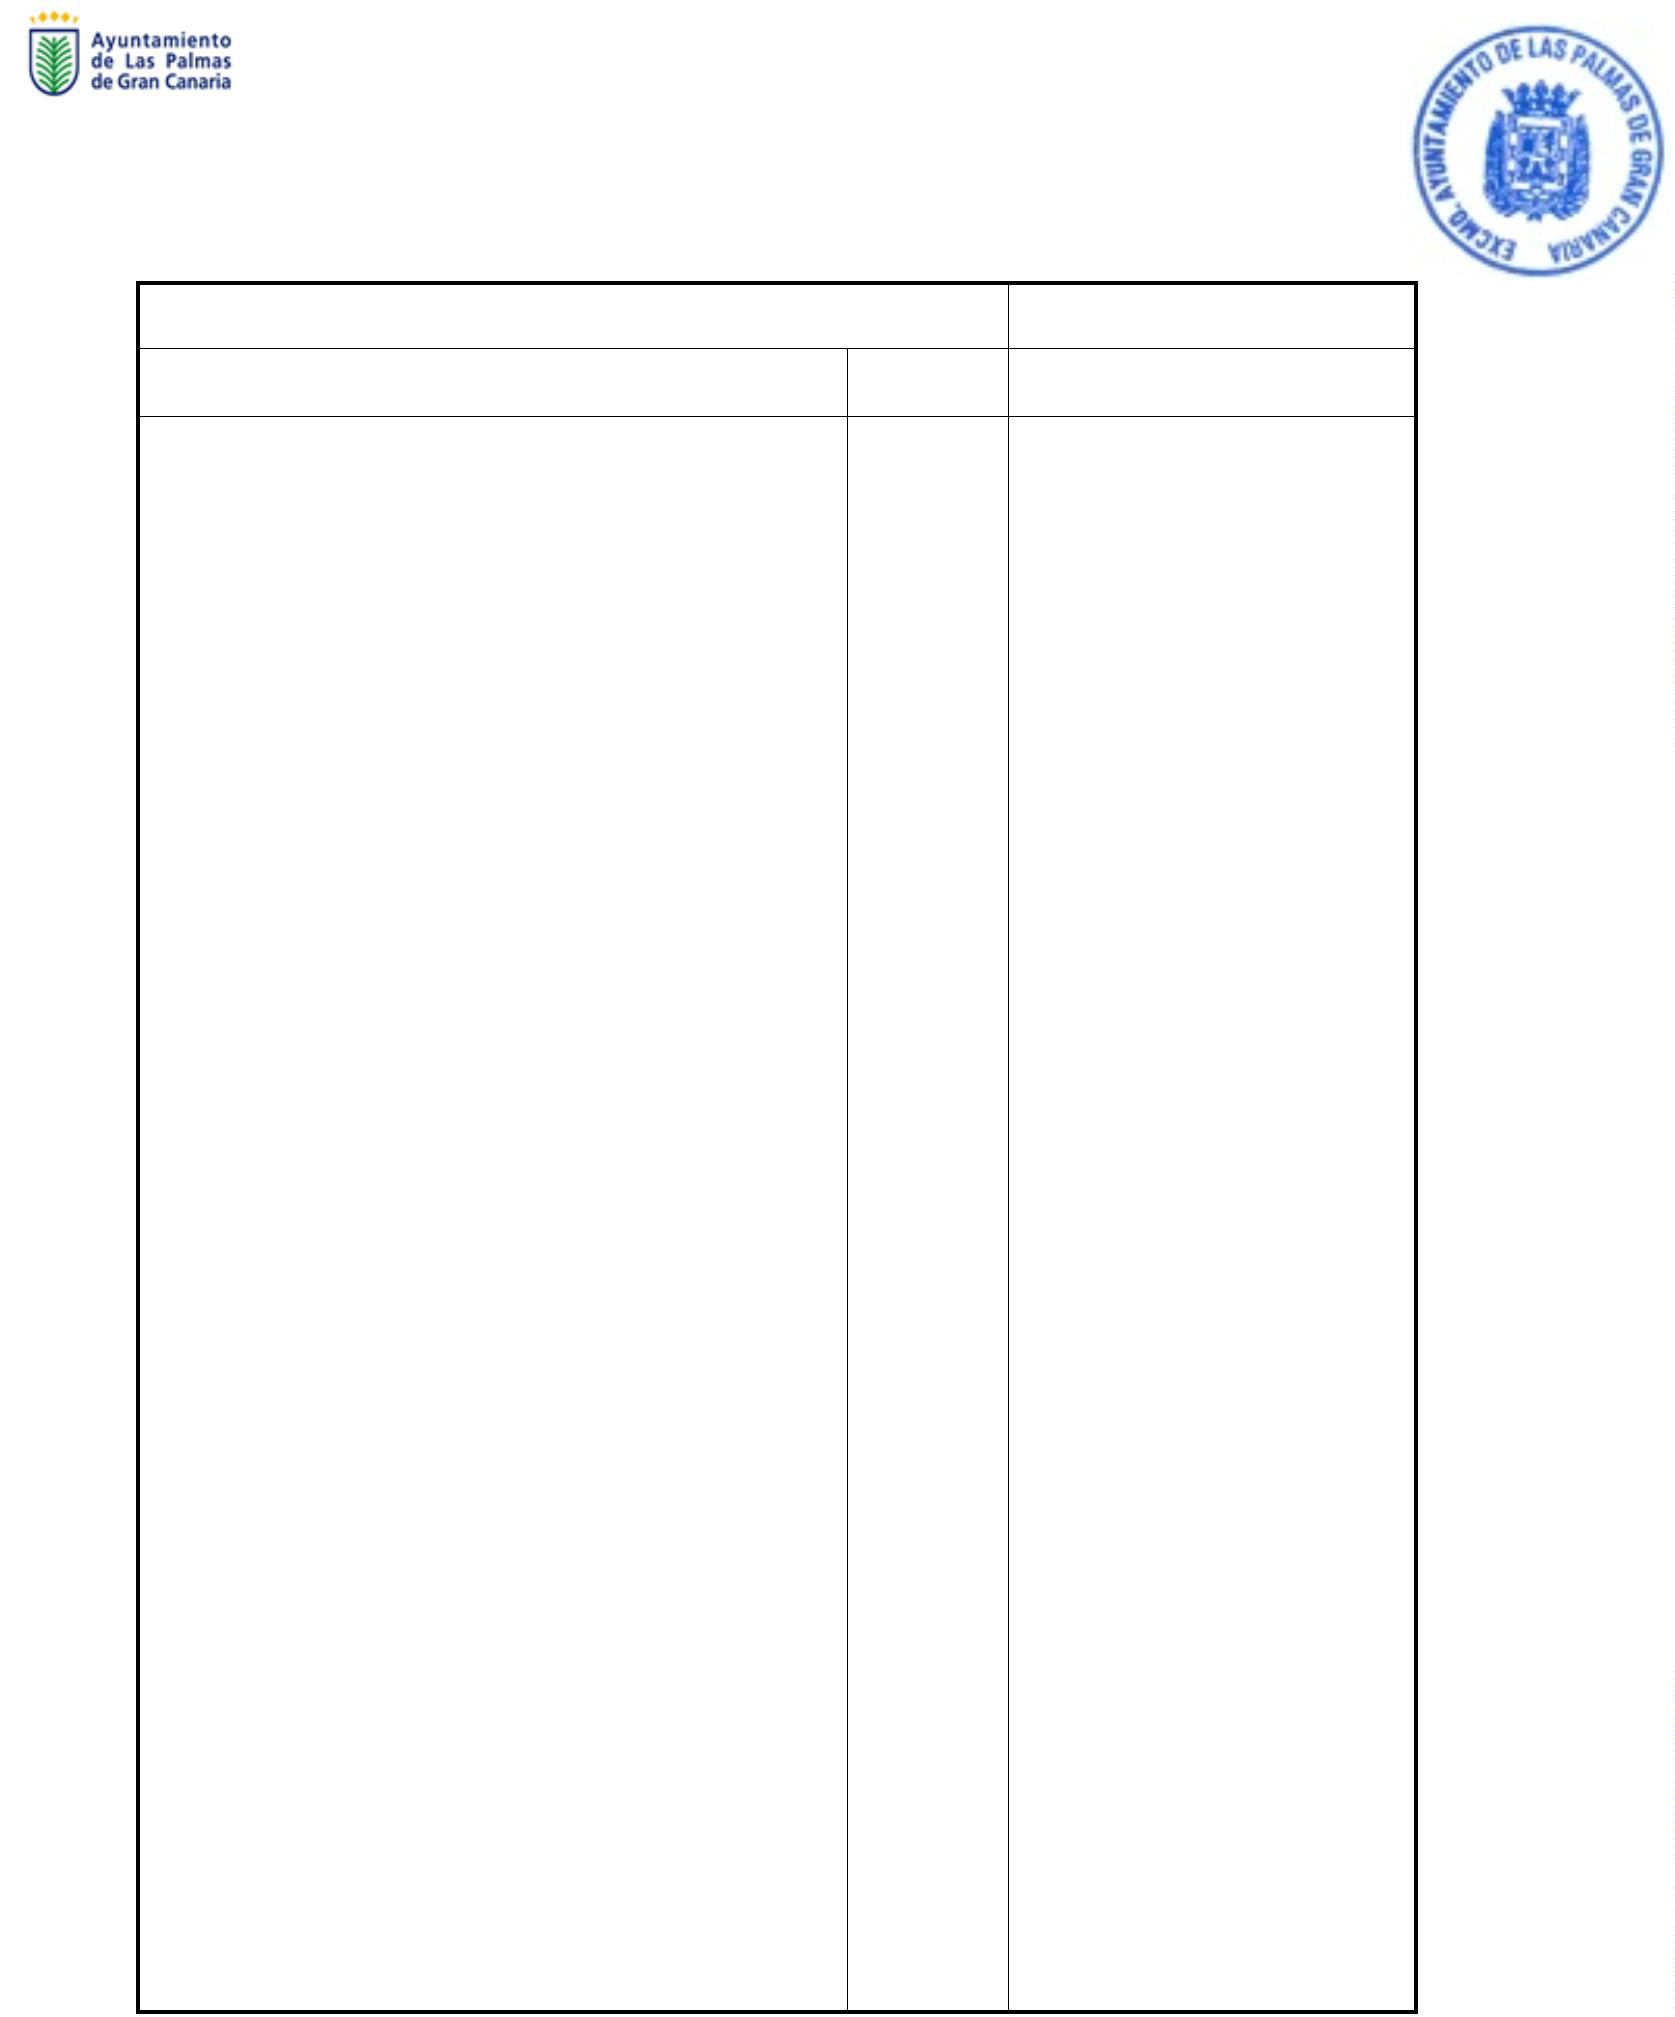 Ayuntamiento
de Las Palmas
de Gran Canaria
EXCMO. AYUNTAMIENTO DE LAS PALMAS DE GRAN CANARIA